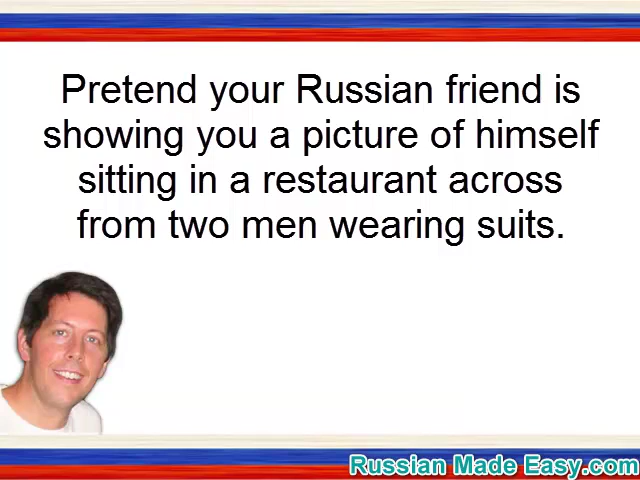 Pretend your Russian friend is
showing you a picture of himself
sitting in a restaurant across
from two men wearing suits.
Russian Made Easy.com